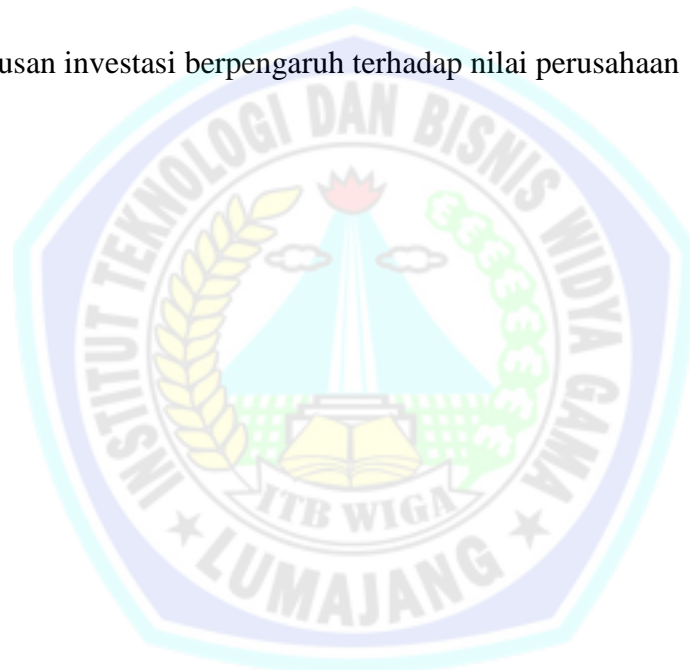 usan investasi berpengaruh terhadap nilai perusahaan
INSTITUT TEKNOLOGI DAN BISNIS WIDYA GAMA
ITB WIGA
LUMAJANG